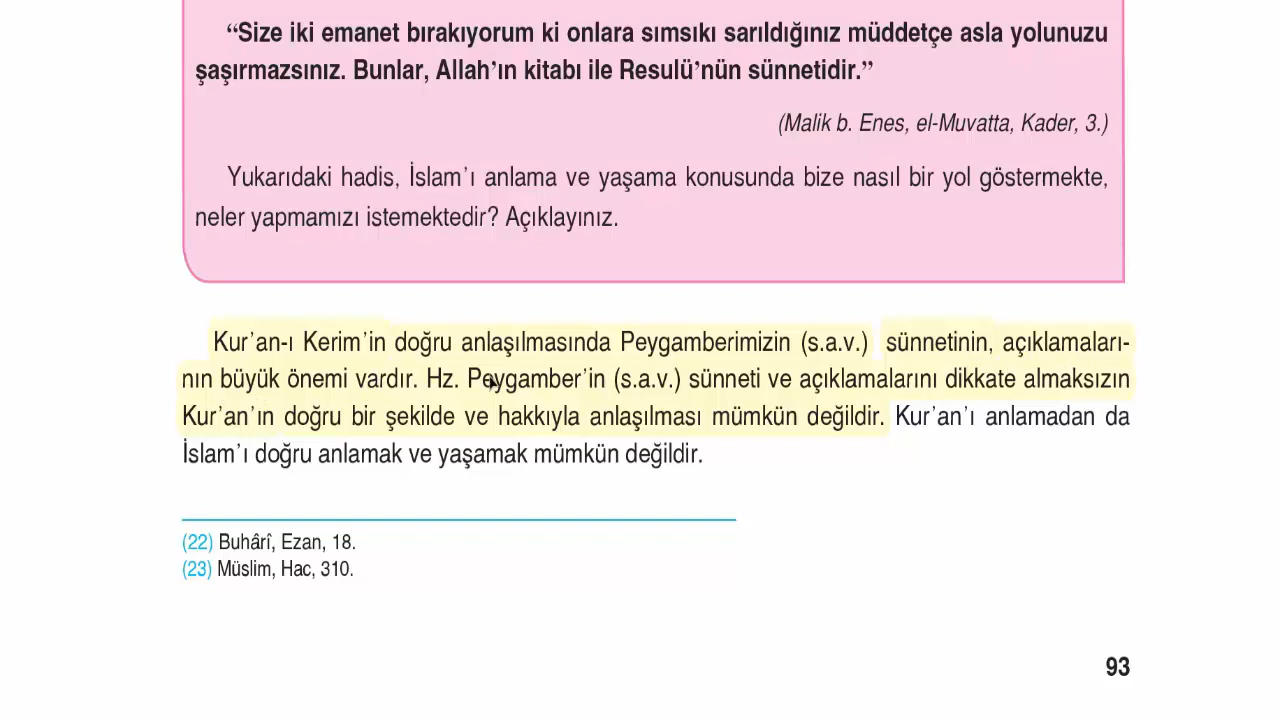 “Size iki emanet bırakıyorum ki onlara sımsıkı sarıldığınız müddetçe asla yolunuzu
şaşırmazsınız. Bunlar, Allah’ın kitabı ile Resulü’nün sünnetidir.”
(Malik b. Enes, el-Muvatta, Kader, 3.)
Yukarıdaki hadis, İslam’ı anlama ve yaşama konusunda bize nasıl bir yol göstermekte,
neler yapmamızı istemektedir? Açıklayınız.
Kur’an-ı Kerim’in doğru anlaşılmasında Peygamberimizin (s.a.v.) sünnetinin, açıklamaları-
nın büyük önemi vardır. Hz. Peygamber’in (s.a.v.) sünneti ve açıklamalarını dikkate almaksızın
Kur’an’ın doğru bir şekilde ve hakkıyla anlaşılması mümkün değildir. Kur’an’ı anlamadan da
İslam’ı doğru anlamak ve yaşamak mümkün değildir.
(22) Buhârî, Ezan, 18.
(23) Müslim, Hac, 310.
93